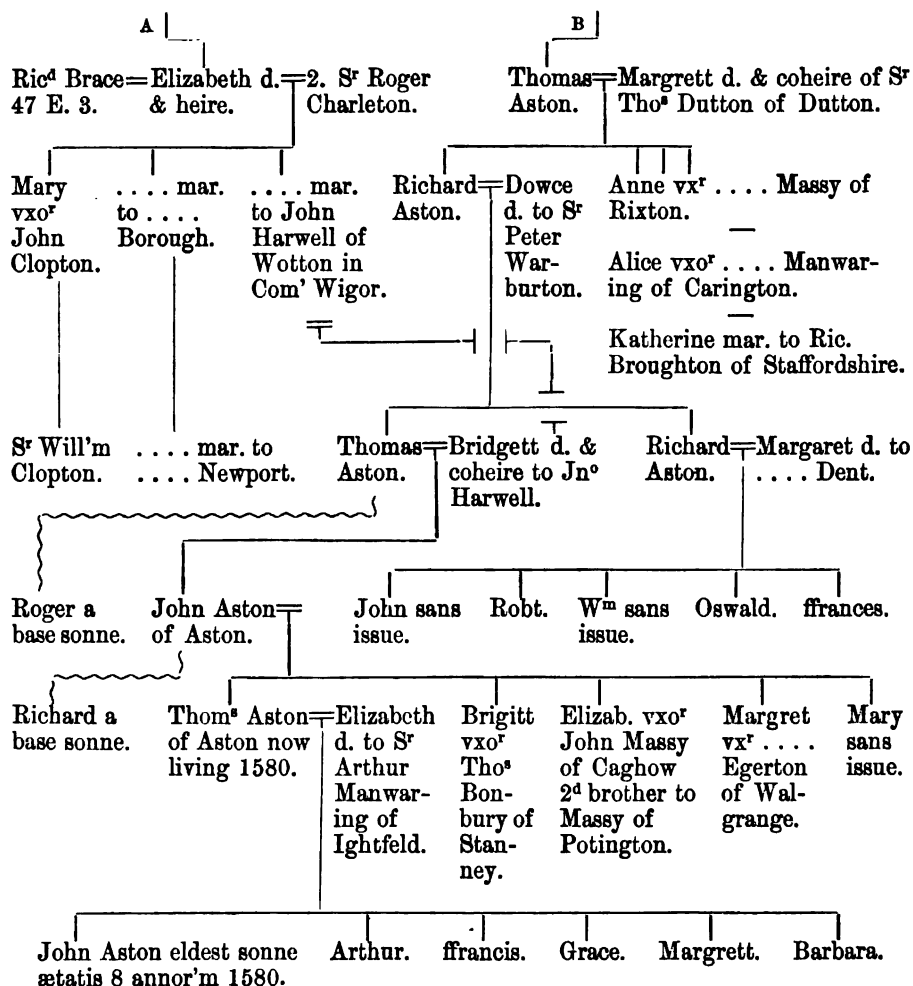 A B
Ricᵈ Brace=Elizabeth d.=2. Sʳ Roger
47 E. 3. & heire. Charleton.
Thomas=Margrett d. & coheire of Sʳ
Aston. Thoˢ Dutton of Dutton.
Mary
vxoʳ
John
Clopton.
. . . . mar.
to . . . .
Borough.
. . . . mar.
to John
Harwell of
Wotton in
Com' Wigor.
Richard=Dowce
Aston. d. to Sʳ
Peter
War-
burton.
Anne vxʳ . . . . Massy of
Rixton.
Alice vxoʳ . . . . Manwar-
ing of Carington.
Katherine mar. to Ric.
Broughton of Staffordshire.
Sʳ Will'm
Clopton.
. . . . mar. to
. . . . Newport.
Thomas=Bridgett d. &
Aston. coheire to Jnᵒ
Harwell.
Richard=Margaret d. to
Aston. . . . . Dent.
Roger a
base sonne.
John Aston=
of Aston.
John sans
issue.
Robt.
Wᵐ sans
issue.
Oswald.
ffrances.
Richard a
base sonne.
Thomˢ Aston=Elizabeth
of Aston now d. to Sʳ
living 1580. Arthur
Manwar-
ing of
Ightfeld.
Brigitt
vxoʳ
Thoˢ
Bon-
bury of
Stan-
ney.
Elizab. vxoʳ
John Massy
of Caghow
2ᵈ brother to
Massy of
Potington.
Margret
vxʳ . . . .
Egerton
of Wal-
grange.
Mary
sans
issue.
John Aston eldest sonne
ætatis 8 annor'm 1580.
Arthur.
ffrancis.
Grace.
Margrett.
Barbara.